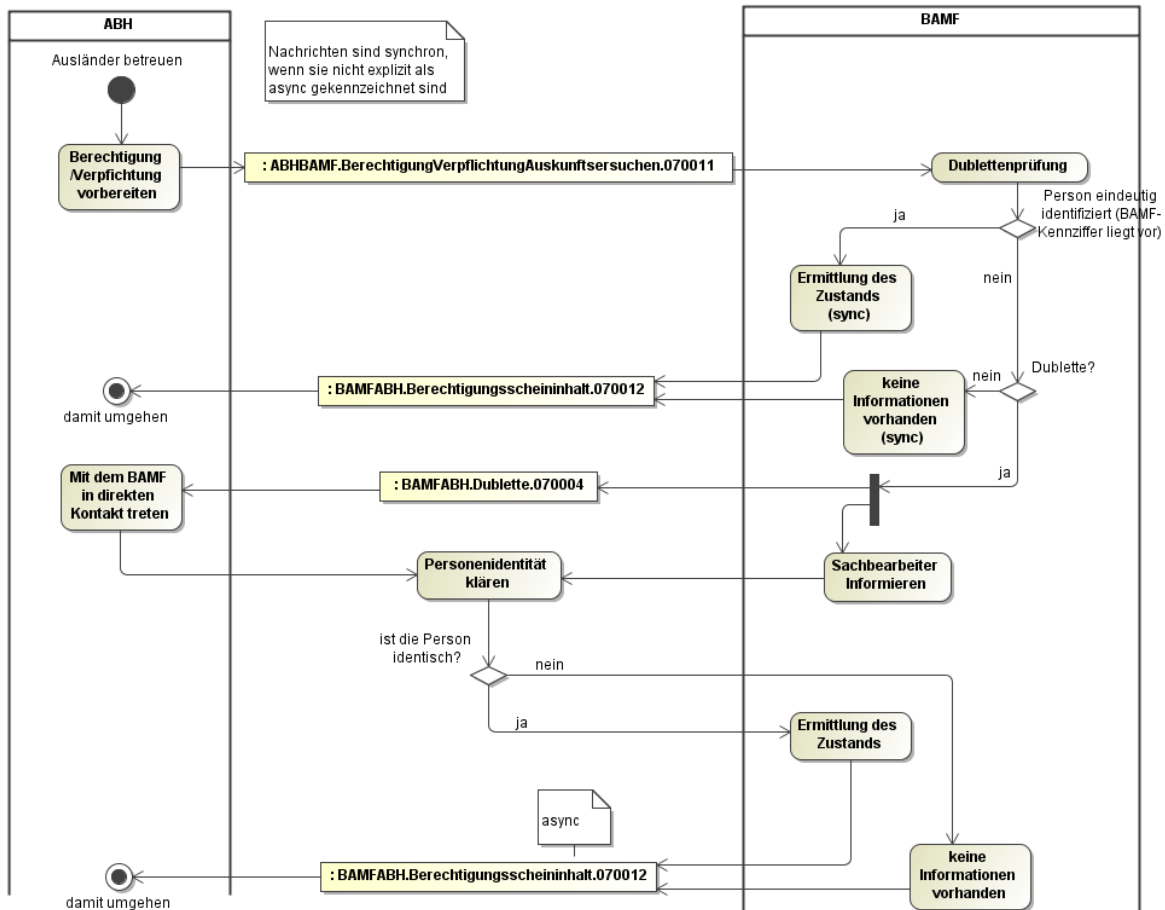 ABH
BAMF
Ausländer betreuen
Nachrichten sind synchron,
wenn sie nicht explizit als
async gekennzeichnet sind
Berechtigung
/Verpfichtung
vorbereiten
: ABHBAMF.BerechtigungVerpflichtungAuskunftsersuchen.070011
Dublettenprüfung
Person eindeutig
identifiziert (BAMF-
Kennziffer liegt vor)
ja
nein
Ermittlung des
Zustands
(sync)
Dublette?
nein
: BAMFABH.Berechtigungsscheininhalt.070012
keine
Informationen
vorhanden
(sync)
damit umgehen
ja
Mit dem BAMF
in direkten
Kontakt treten
: BAMFABH.Dublette.070004
Personenidentität
klären
Sachbearbeiter
Informieren
ist die Person
identisch?
nein
ja
Ermittlung des
Zustands
async
: BAMFABH.Berechtigungsscheininhalt.070012
keine
Informationen
vorhanden
damit umgehen